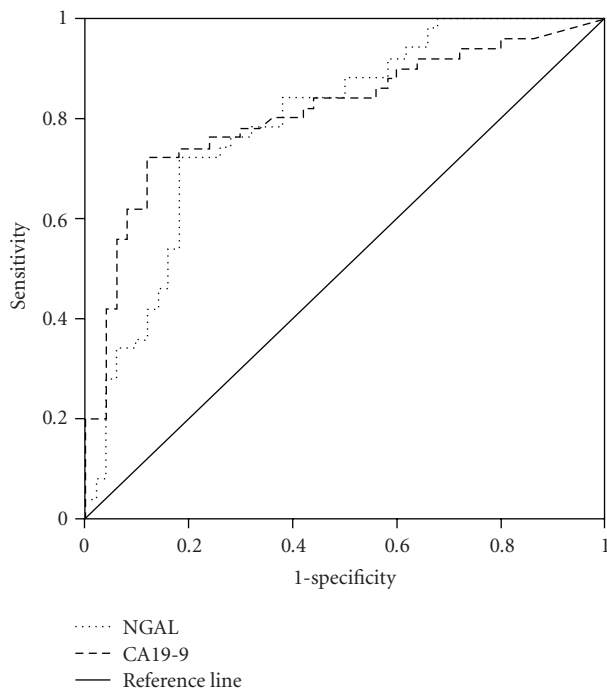 1
0.8
0.6
0.4
0.2
0
Sensitivity
0 0.2 0.4 0.6 0.8 1
1-specificity
NGAL
CA19-9
Reference line